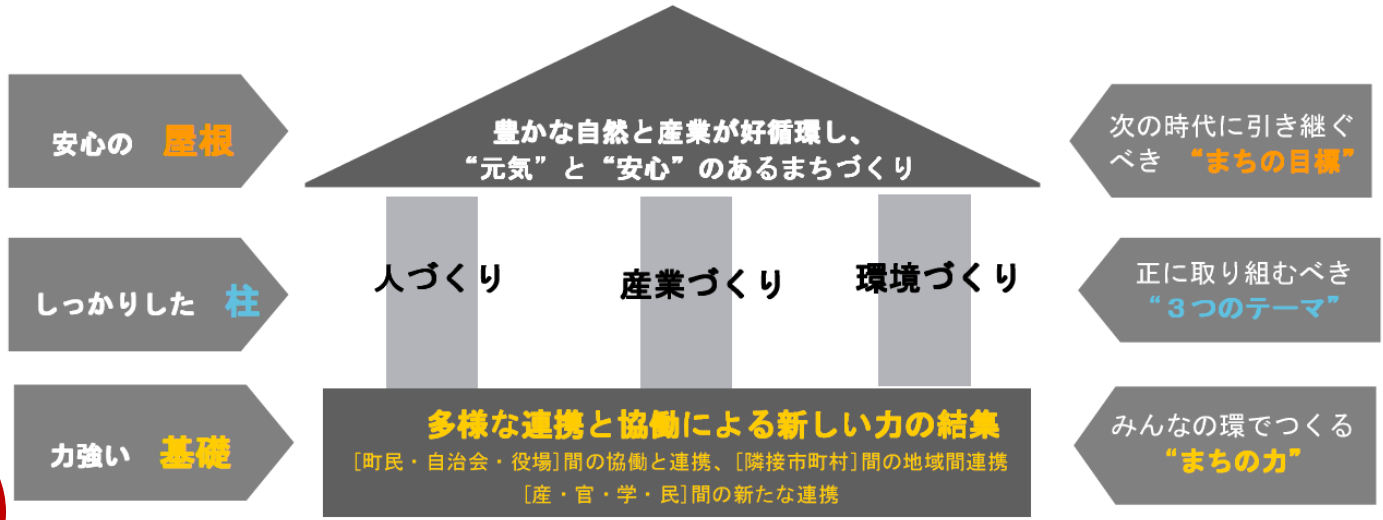 安心の 屋根
豊かな自然と産業が好循環し、
“元気”と“安心”のあるまちづくり
次の時代に引き継ぐ
べき “まちの目標”
しっかりした 柱
人づくり
産業づくり
環境づくり
正に取り組むべき
“３つのテーマ”
力強い 基礎
多様な連携と協働による新しい力の結集
[町民・自治会・役場]間の協働と連携、[隣接市町村]間の地域間連携
[産・官・学・民]間の新たな連携
みんなの環でつくる
“まちの力”